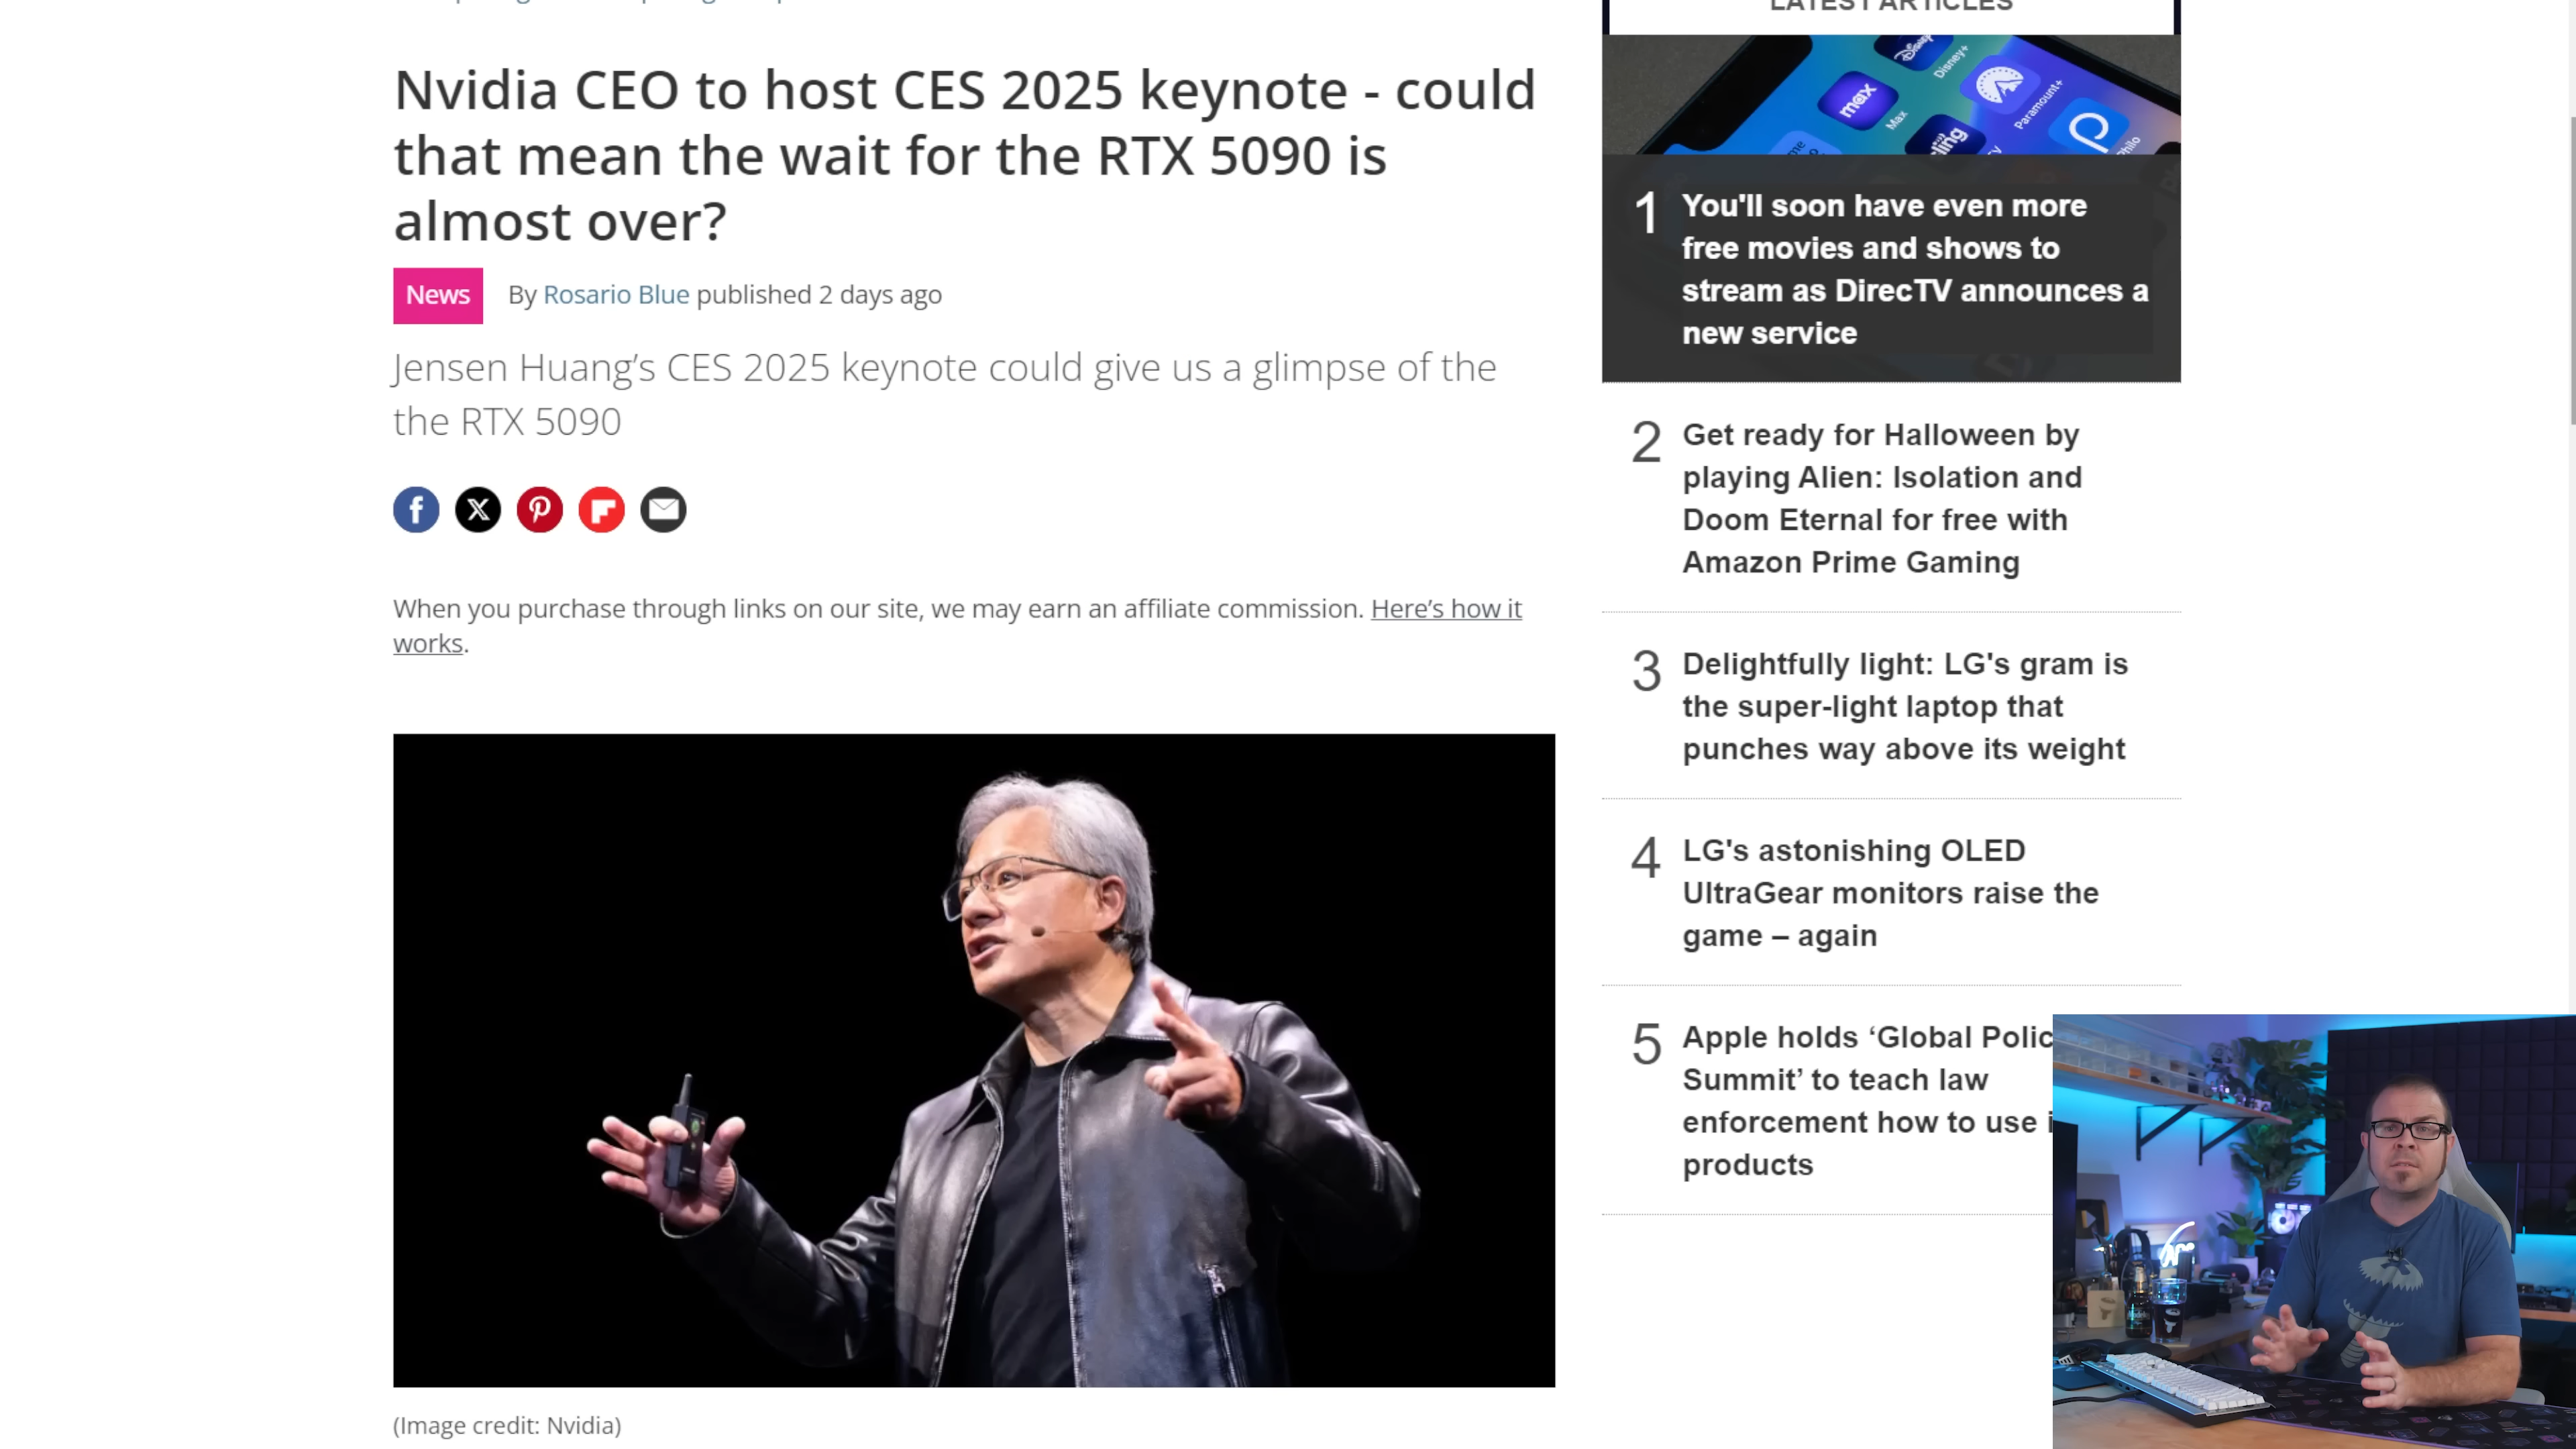 Nvidia CEO to host CES 2025 keynote - could
that mean the wait for the RTX 5090 is
almost over?
News
By Rosario Blue published 2 days ago
Jensen Huang’s CES 2025 keynote could give us a glimpse of the
the RTX 5090
When you purchase through links on our site, we may earn an affiliate commission. Here’s how it
works.
(Image credit: Nvidia)
LATEST ARTICLES
Disney+
max
Max
Paramount+
1
You'll soon have even more
free movies and shows to
stream as DirecTV announces a
new service
2
Get ready for Halloween by
playing Alien: Isolation and
Doom Eternal for free with
Amazon Prime Gaming
3
Delightfully light: LG's gram is
the super-light laptop that
punches way above its weight
4
LG's astonishing OLED
UltraGear monitors raise the
game – again
5
Apple holds ‘Global Polic
Summit’ to teach law
enforcement how to use i
products